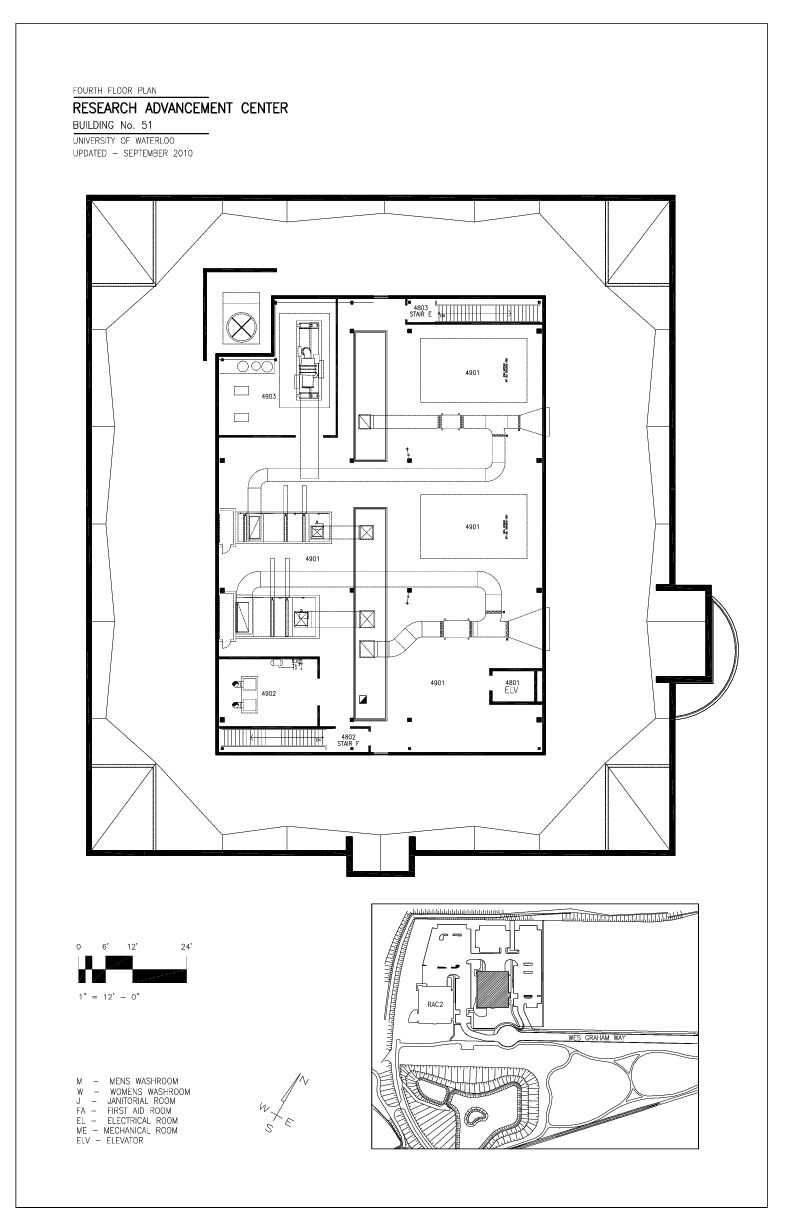 FOURTH FLOOR PLAN
RESEARCH ADVANCEMENT CENTER
BUILDING No. 51
UNIVERSITY OF WATERLOO
UPDATED – SEPTEMBER 2010
4803
STAIR E
4901
4903
4901
4901
4902
4901
4801
ELV
4802
STAIR F
0 6' 12' 24'
1" = 12' – 0"
RAC2
WES GRAHAM WAY
M – MENS WASHROOM
W – WOMENS WASHROOM
J – JANITORIAL ROOM
FA – FIRST AID ROOM
EL – ELECTRICAL ROOM
ME – MECHANICAL ROOM
ELV – ELEVATOR
N
W
E
S